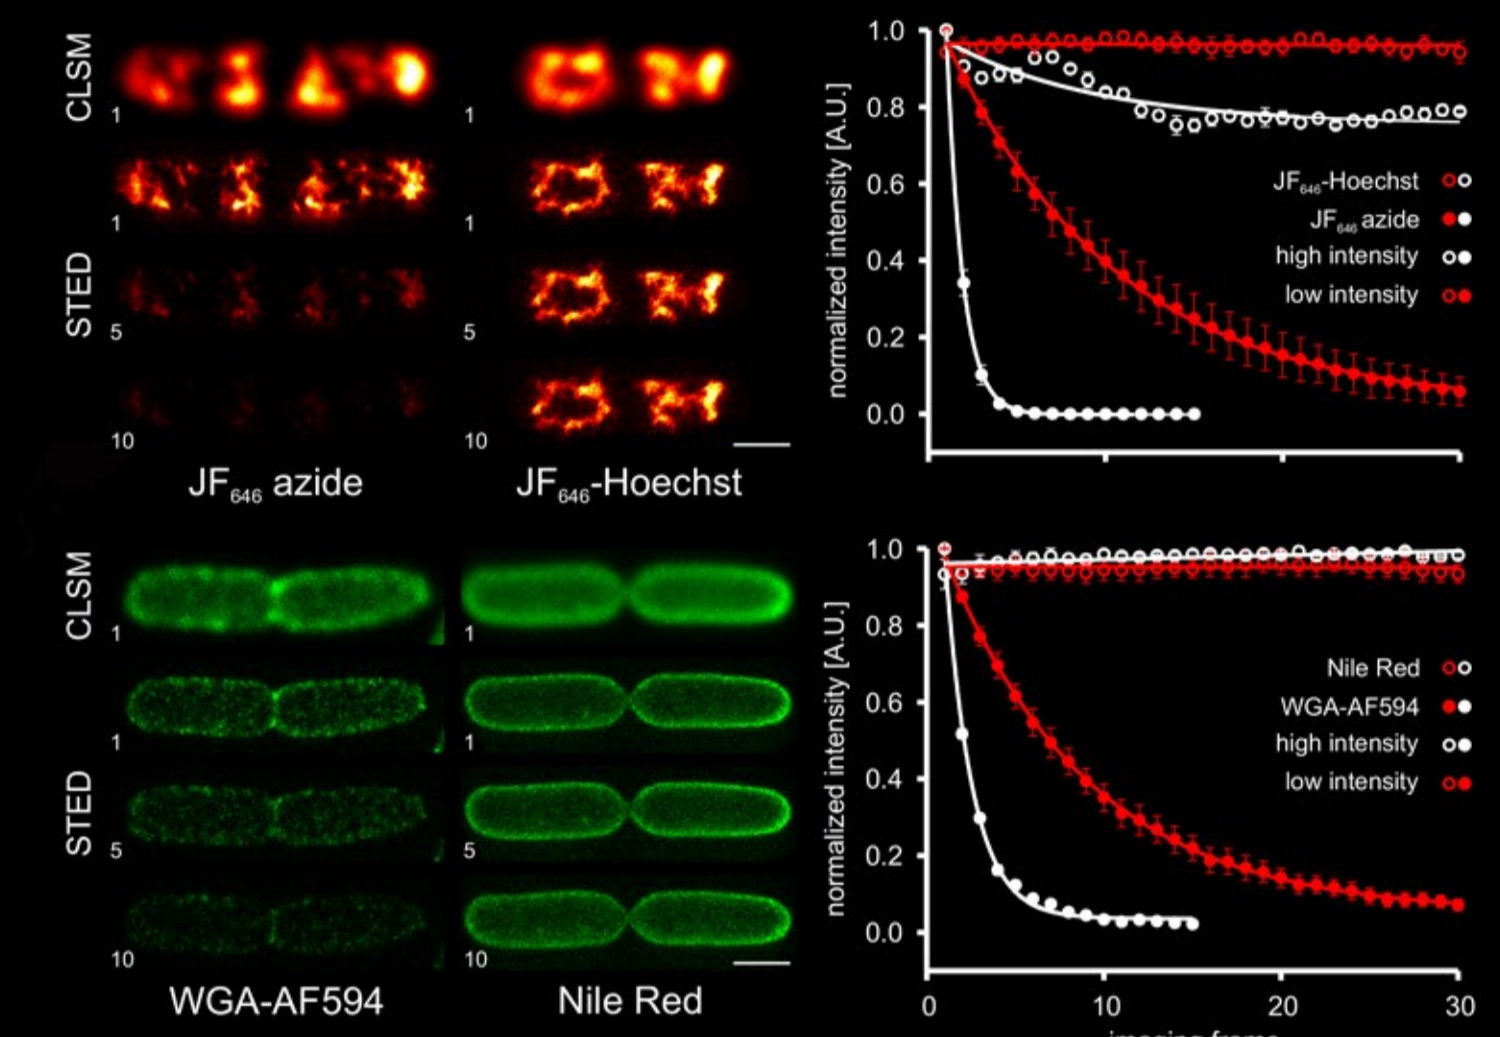 CLSM
1
1
1
1
STED
5
5
10
10
JF646 azide
JF646-Hoechst
normalized intensity [A.U.]
1.0
0.8
0.6
0.4
0.2
0.0
JF646-Hoechst
JF646 azide
high intensity
low intensity
CLSM
1
1
1
1
STED
5
5
10
10
WGA-AF594
Nile Red
normalized intensity [A.U.]
1.0
0.8
0.6
0.4
0.2
0.0
Nile Red
WGA-AF594
high intensity
low intensity
0
10
20
30
imaging frame